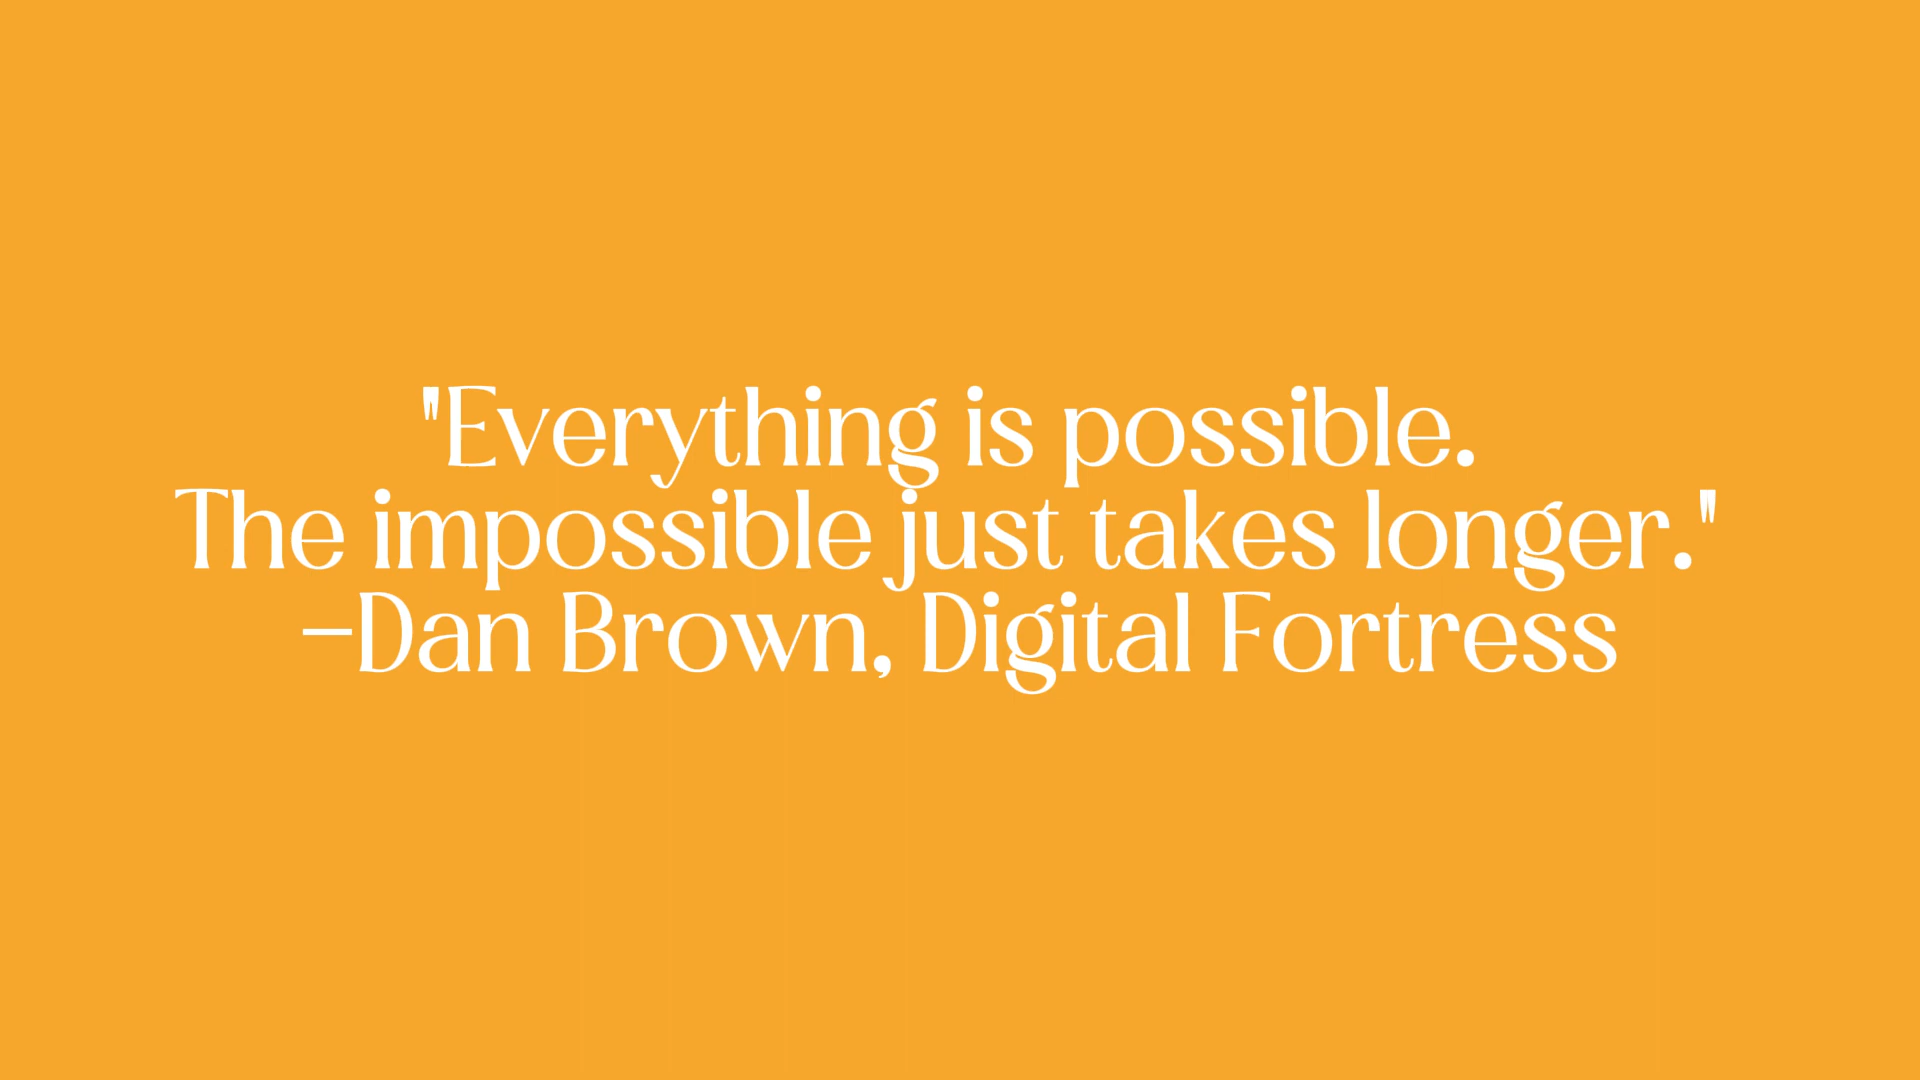 "Everything is possible.
The impossible just takes longer."
–Dan Brown, Digital Fortress